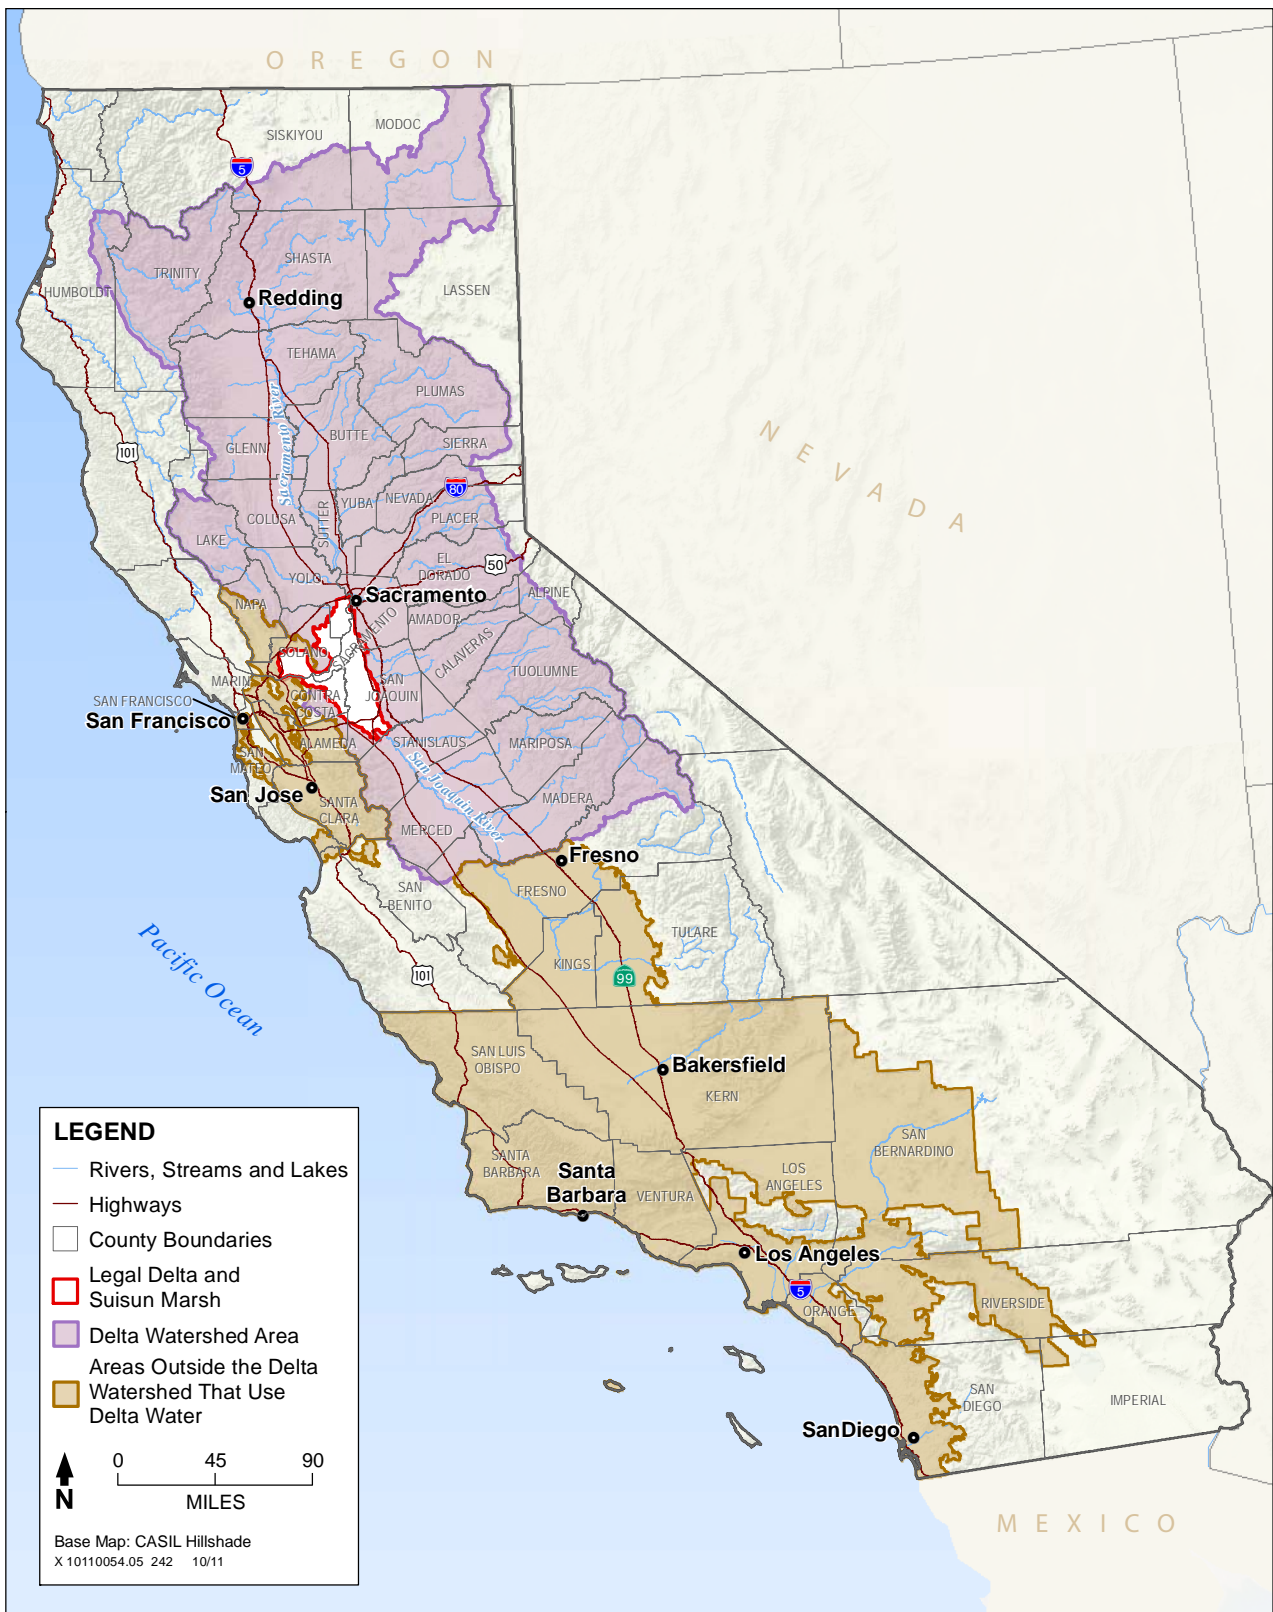 OREGON
SISKIYOU
MODOC
5
TRINITY
SHASTA
HUMBOLDT
LASSEN
Redding
TEHAMA
PLUMAS
Sacramento River
NEVADA
BUTTE
GLENN
SIERRA
101
80
YUBA
NEVADA
COLUSA
SUTTER
PLACER
LAKE
EL
DORADO
50
YOLO
Sacramento
ALPINE
NAPA
AMADOR
SACRAMENTO
SOLANO
CALAVERAS
TUOLUMNE
MARIN
SAN
JOAQUIN
CONTRA
COSTA
SAN FRANCISCO
San Francisco
ALAMEDA
STANISLAUS
MARIPOSA
SAN
MATEO
San Joaquin River
San Jose
SANTA
CLARA
MADERA
MERCED
Fresno
SAN
BENITO
FRESNO
TULARE
Pacific Ocean
101
KINGS
99
SAN LUIS
OBISPO
Bakersfield
KERN
SAN
BERNARDINO
SANTA
BARBARA
Santa
Barbara
VENTURA
LOS
ANGELES
Los Angeles
5
ORANGE
RIVERSIDE
SAN
DIEGO
IMPERIAL
SanDiego
MEXICO
LEGEND
Rivers, Streams and Lakes
Highways
County Boundaries
Legal Delta and
Suisun Marsh
Delta Watershed Area
Areas Outside the Delta
Watershed That Use
Delta Water
0 45 90
N
MILES
Base Map: CASIL Hillshade
X 10110054.05 242 10/11